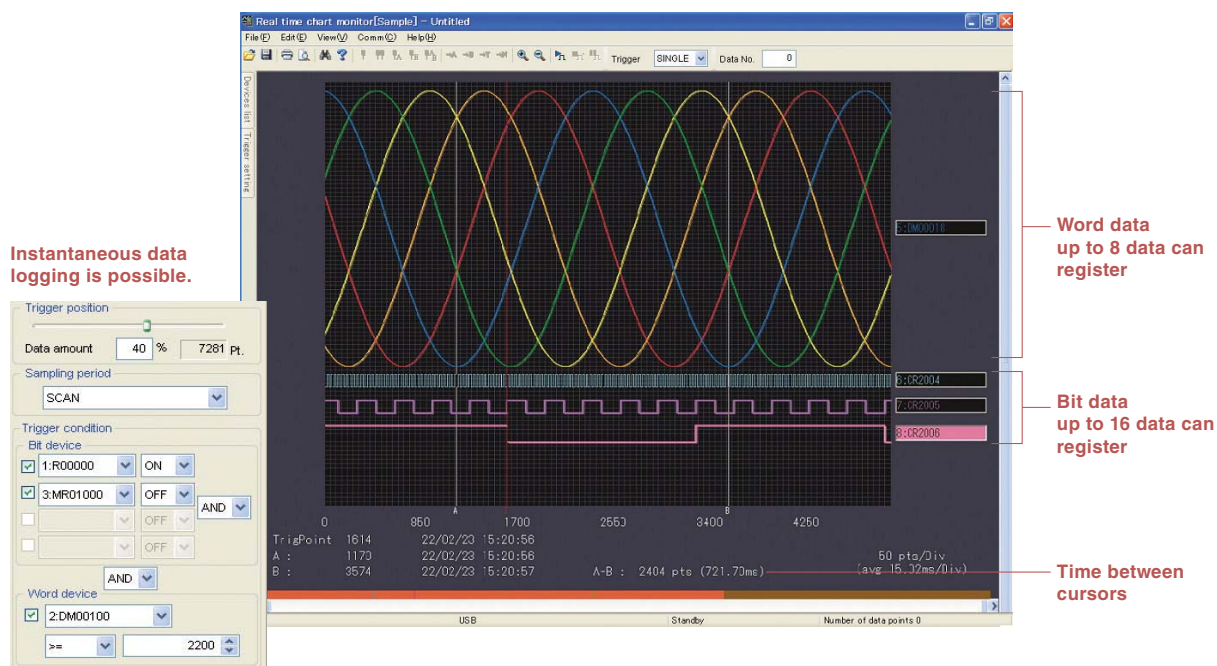 Real time chart monitor[Sample] - Untitled
File(F) Edit(E) View(V) Comm(C) Help(H)
Trigger SINGLE Data No. 0
Devices list
Trigger setting
5:DM00018
6:CR2004
7:CR2005
8:CR2006
A B
0 850 1700 2550 3400 4250
TrigPoint 1614 22/02/23 15:20:56
A : 1170 22/02/23 15:20:56
50 pts/Div
B : 3574 22/02/23 15:20:57 A-B : 2404 pts (721.70ms) (avg 15.02ms/Div)
USB Standby Number of data points 0
Word data
up to 8 data can
register
Bit data
up to 16 data can
register
Time between
cursors
Instantaneous data
logging is possible.
Trigger position
Data amount 40 % 7281 Pt.
Sampling period
SCAN
Trigger condition
Bit device
1:R00000 ON
3:MR01000 OFF
AND
OFF
OFF
AND
Word device
2:DM00100
>= 2200